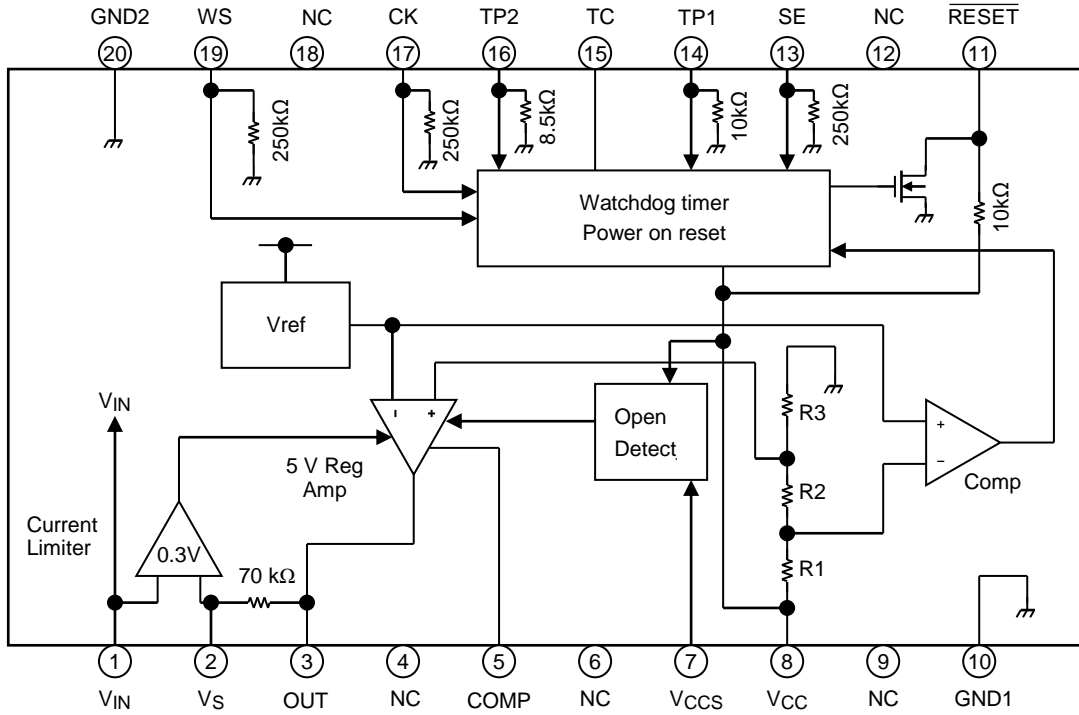 GND2 WS NC CK TP2 TC TP1 SE NC RESET
20 19 18 17 16 15 14 13 12 11
250kΩ 250kΩ 8.5kΩ 10kΩ 250kΩ
Watchdog timer
Power on reset
10kΩ
Vref
VIN
5 V Reg
Amp
- +
Open
Detect
R3
R2
R1
+
-
Comp
Current
Limiter
0.3V
70 kΩ
1 2 3 4 5 6 7 8 9 10
VIN VS OUT NC COMP NC VCCS VCC NC GND1